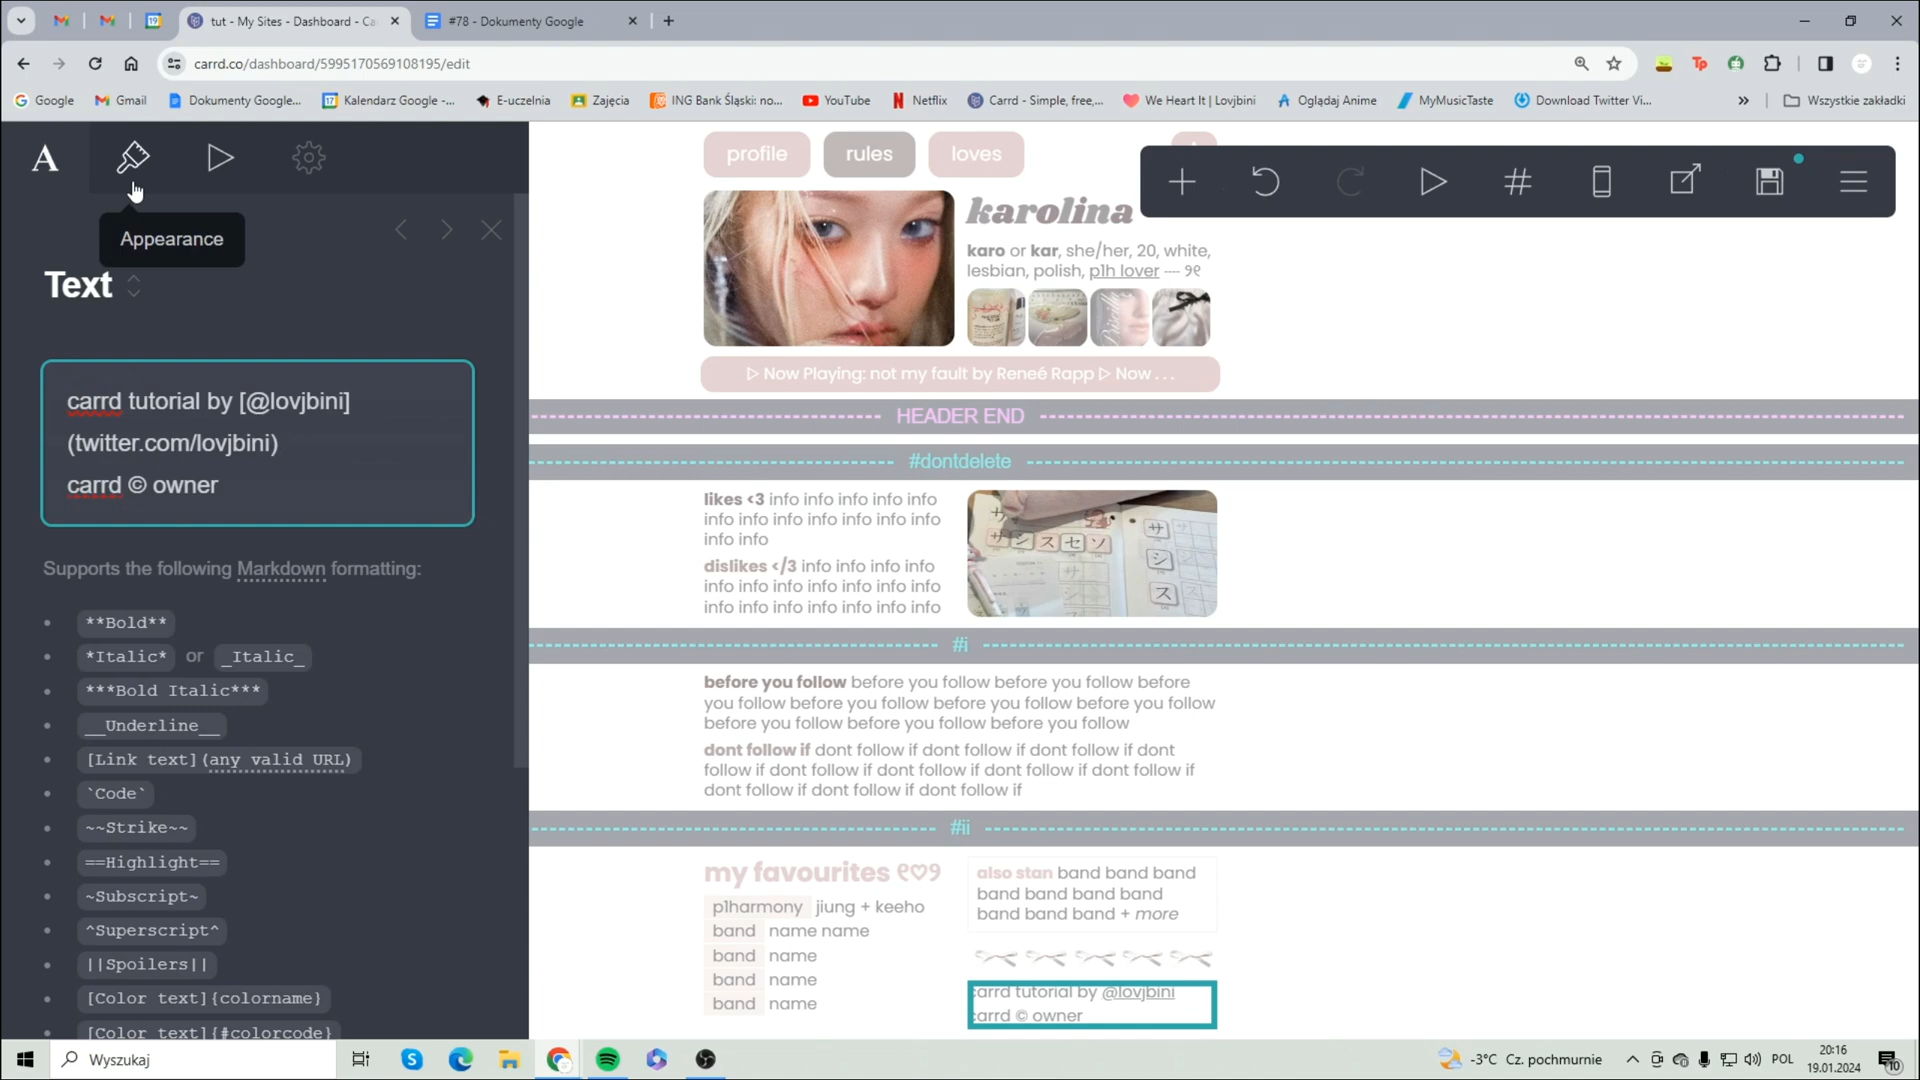 tut - My Sites - Dashboard - Ca
#78 - Dokumenty Google
carrd.co/dashboard/5995170569108195/edit
Google
Gmail
Dokumenty Google...
Kalendarz Google -...
E-uczelnia
Zajęcia
ING Bank Śląski: no...
YouTube
Netflix
Carrd - Simple, free,...
We Heart It | Lovjbini
Oglądaj Anime
MyMusicTaste
Download Twitter Vi...
Wszystkie zakładki
Appearance
Text
carrd tutorial by [@lovjbini]
(twitter.com/lovjbini)
carrd © owner
Supports the following Markdown formatting:
**Bold**
*Italic* or _Italic_
***Bold Italic***
__Underline__
[Link text](any valid URL)
`Code`
~~Strike~~
==Highlight==
~Subscript~
^Superscript^
||Spoilers||
[Color text]{colorname}
[Color text]{#colorcode}
profile
rules
loves
karolina
karo or kar, she/her, 20, white,
lesbian, polish, p1h lover ---- ୨୧
▷ Now Playing: not my fault by Reneé Rapp ▷ Now . . .
HEADER END
#dontdelete
likes <3 info info info info info
info info info info info info info
info info
dislikes </3 info info info info
info info info info info info info
info info info info info info info
サ シ ス セ ソ
サ
シ
ス
#i
before you follow before you follow before you follow before
you follow before you follow before you follow before you follow
before you follow before you follow before you follow
dont follow if dont follow if dont follow if dont follow if dont
follow if dont follow if dont follow if dont follow if dont follow if
dont follow if dont follow if dont follow if
#ii
my favourites ୧♡୨
p1harmony jiung + keeho
band name name
band name
band name
band name
also stan band band band
band band band band
band band band + more
carrd tutorial by @lovjbini
carrd © owner
Wyszukaj
-3°C Cz. pochmurnie
POL
20:16
19.01.2024
10